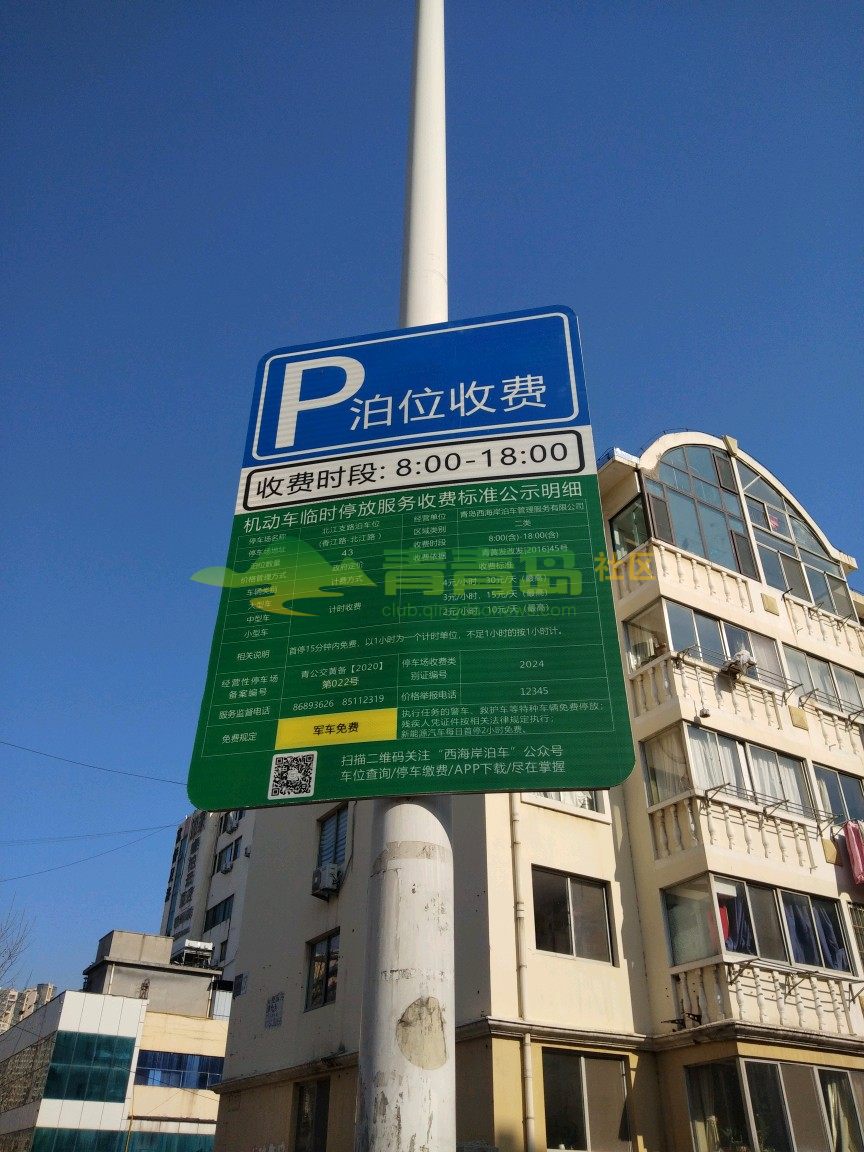 P泊位收费
收费时段: 8:00-18:00
机动车临时停放服务收费标准公示明细
停车场名称 北江支路泊车位 经营单位 青岛西海岸泊车管理服务有限公司
停车场地址 (香江路-北江路) 区域类别 二类
泊位数量 43 收费时段 8:00(含)-18:00(含)
价格管理方式 政府定价 收费依据 青黄发改发[2016]45号
车辆类型 计费方式 收费标准
大型车 4元/小时、30元/天（最高）
中型车 计时收费 3元/小时、15元/天（最高）
小型车 2元/小时、10元/天（最高）
相关说明 首停15分钟内免费、以1小时为一个计时单位，不足1小时的按1小时计。
经营性停车场备案编号 青公交黄备【2020】第022号 停车场收费类别证编号 2024
服务监督电话 86893626 85112319 价格举报电话 12345
免费规定 军车免费 执行任务的警车、救护车等特种车辆免费停放;
残疾人凭证件按相关法律规定执行;
新能源汽车每日首停2小时免费。
扫描二维码关注“西海岸泊车”公众号
车位查询/停车缴费/APP下载/尽在掌握
青青岛 社区